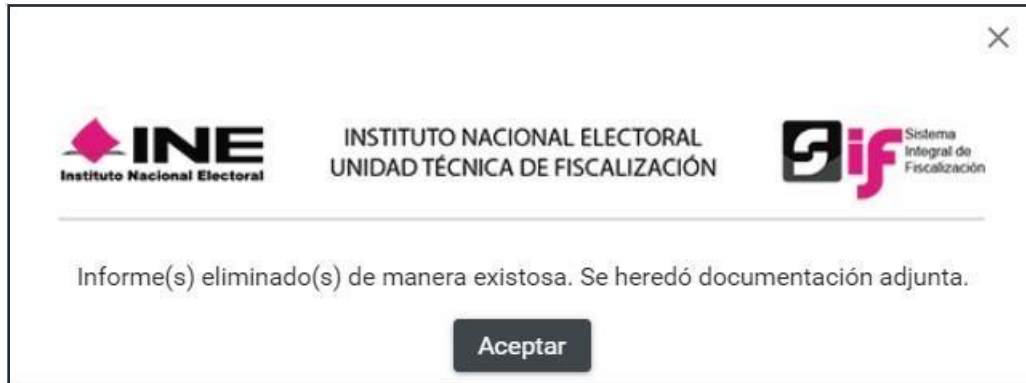 INE
Instituto Nacional Electoral
INSTITUTO NACIONAL ELECTORAL
UNIDAD TÉCNICA DE FISCALIZACIÓN
Sif
Sistema
Integral de
Fiscalización
Informe(s) eliminado(s) de manera existosa. Se heredó documentación adjunta.
Aceptar